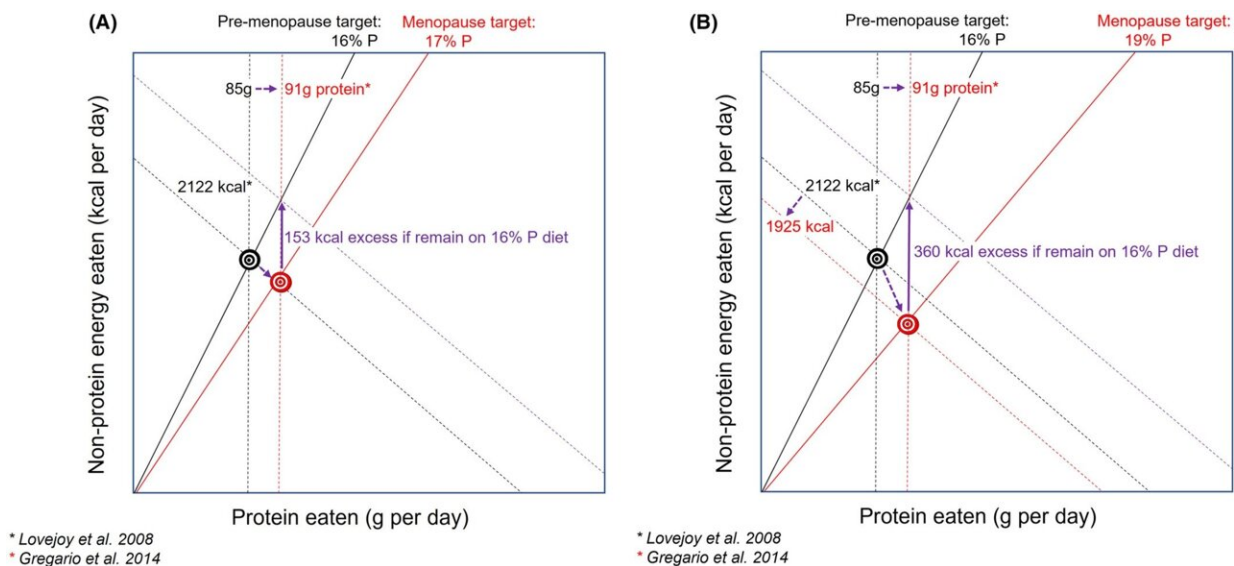 (A)
Pre-menopause target:
16% P
Menopause target:
17% P
85g
91g protein*
2122 kcal*
153 kcal excess if remain on 16% P diet
Non-protein energy eaten (kcal per day)
Protein eaten (g per day)
* Lovejoy et al. 2008
* Gregario et al. 2014
(B)
Pre-menopause target:
16% P
Menopause target:
19% P
85g
91g protein*
2122 kcal*
1925 kcal
360 kcal excess if remain on 16% P diet
Non-protein energy eaten (kcal per day)
Protein eaten (g per day)
* Lovejoy et al. 2008
* Gregario et al. 2014